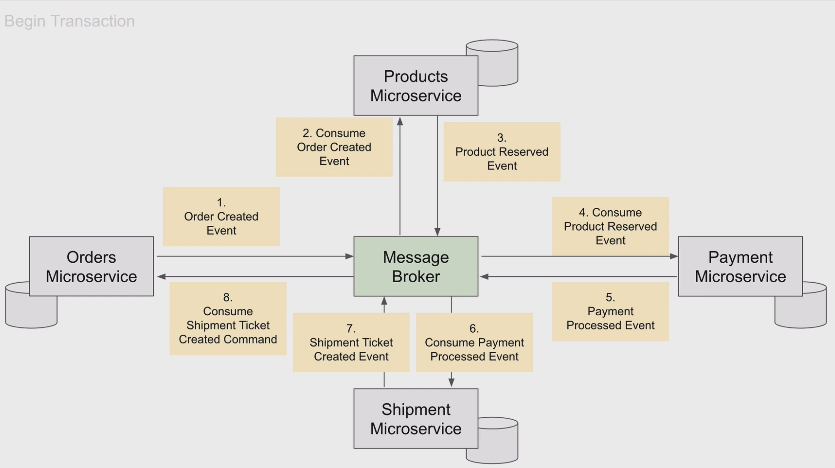 Begin Transaction
Products
Microservice
2. Consume
Order Created
Event
3.
Product Reserved
Event
1.
Order Created
Event
4. Consume
Product Reserved
Event
Orders
Microservice
Message
Broker
Payment
Microservice
8.
Consume
Shipment Ticket
Created Command
7.
Shipment Ticket
Created Event
6.
Consume Payment
Processed Event
5.
Payment
Processed Event
Shipment
Microservice